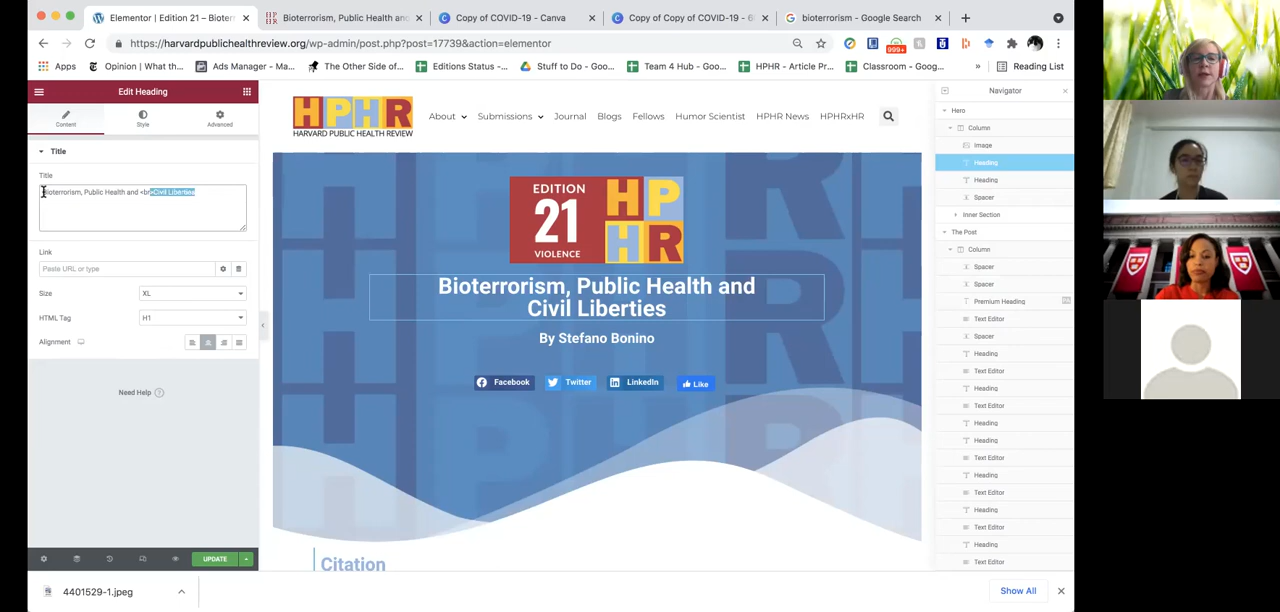 Elementor | Edition 21 – Bioter
Bioterrorism, Public Health and
Copy of COVID-19 - Canva
Copy of Copy of COVID-19 - 6
bioterrorism - Google Search
https://harvardpublichealthreview.org/wp-admin/post.php?post=17739&action=elementor
999+
Apps
Opinion | What th...
Ads Manager - Ma...
The Other Side of...
Editions Status -...
Stuff to Do - Goo...
Team 4 Hub - Goo...
HPHR - Article Pr...
Classroom - Goog...
»
Reading List
Edit Heading
Content
Style
Advanced
Title
Title
Bioterrorism, Public Health and <br>Civil Liberties
Link
Paste URL or type
Size
XL
HTML Tag
H1
Alignment
Need Help
UPDATE
HPHR
HARVARD PUBLIC HEALTH REVIEW
About
Submissions
Journal
Blogs
Fellows
Humor Scientist
HPHR News
HPHRxHR
EDITION
21
VIOLENCE
HP
HR
Bioterrorism, Public Health and
Civil Liberties
By Stefano Bonino
Facebook
Twitter
LinkedIn
Like
Citation
Navigator
Hero
Column
Image
Heading
Heading
Spacer
Inner Section
The Post
Column
Spacer
Spacer
Premium Heading
Text Editor
Spacer
Heading
Text Editor
Heading
Text Editor
Heading
Heading
Text Editor
Heading
Text Editor
Heading
Text Editor
Heading
Text Editor
4401529-1.jpeg
Show All